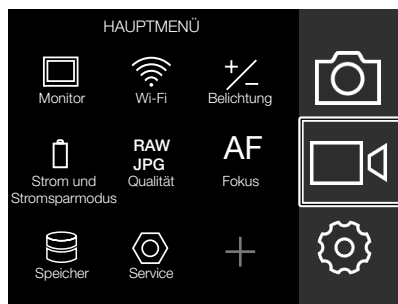 HAUPTMENÜ
Monitor
Wi-Fi
Belichtung
Strom und
Stromsparmodus
RAW
JPG
Qualität
AF
Fokus
Speicher
Service